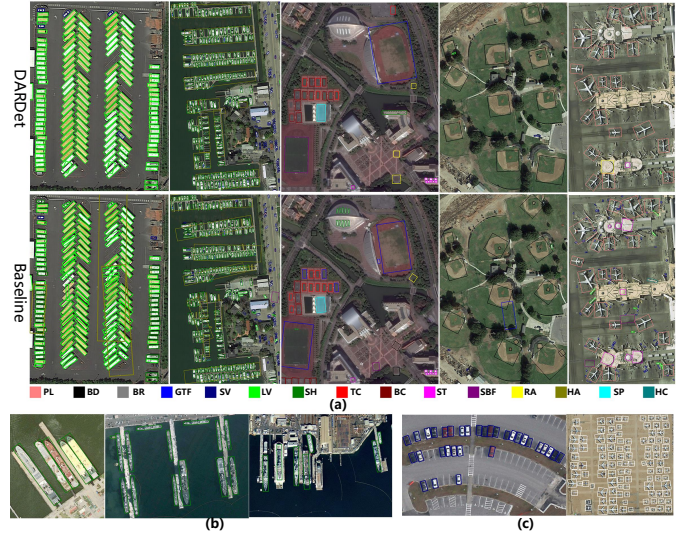 DARDet
Baseline
PL BD BR GTF SV LV SH TC BC ST SBF RA HA SP HC
(a)
(b)
(c)